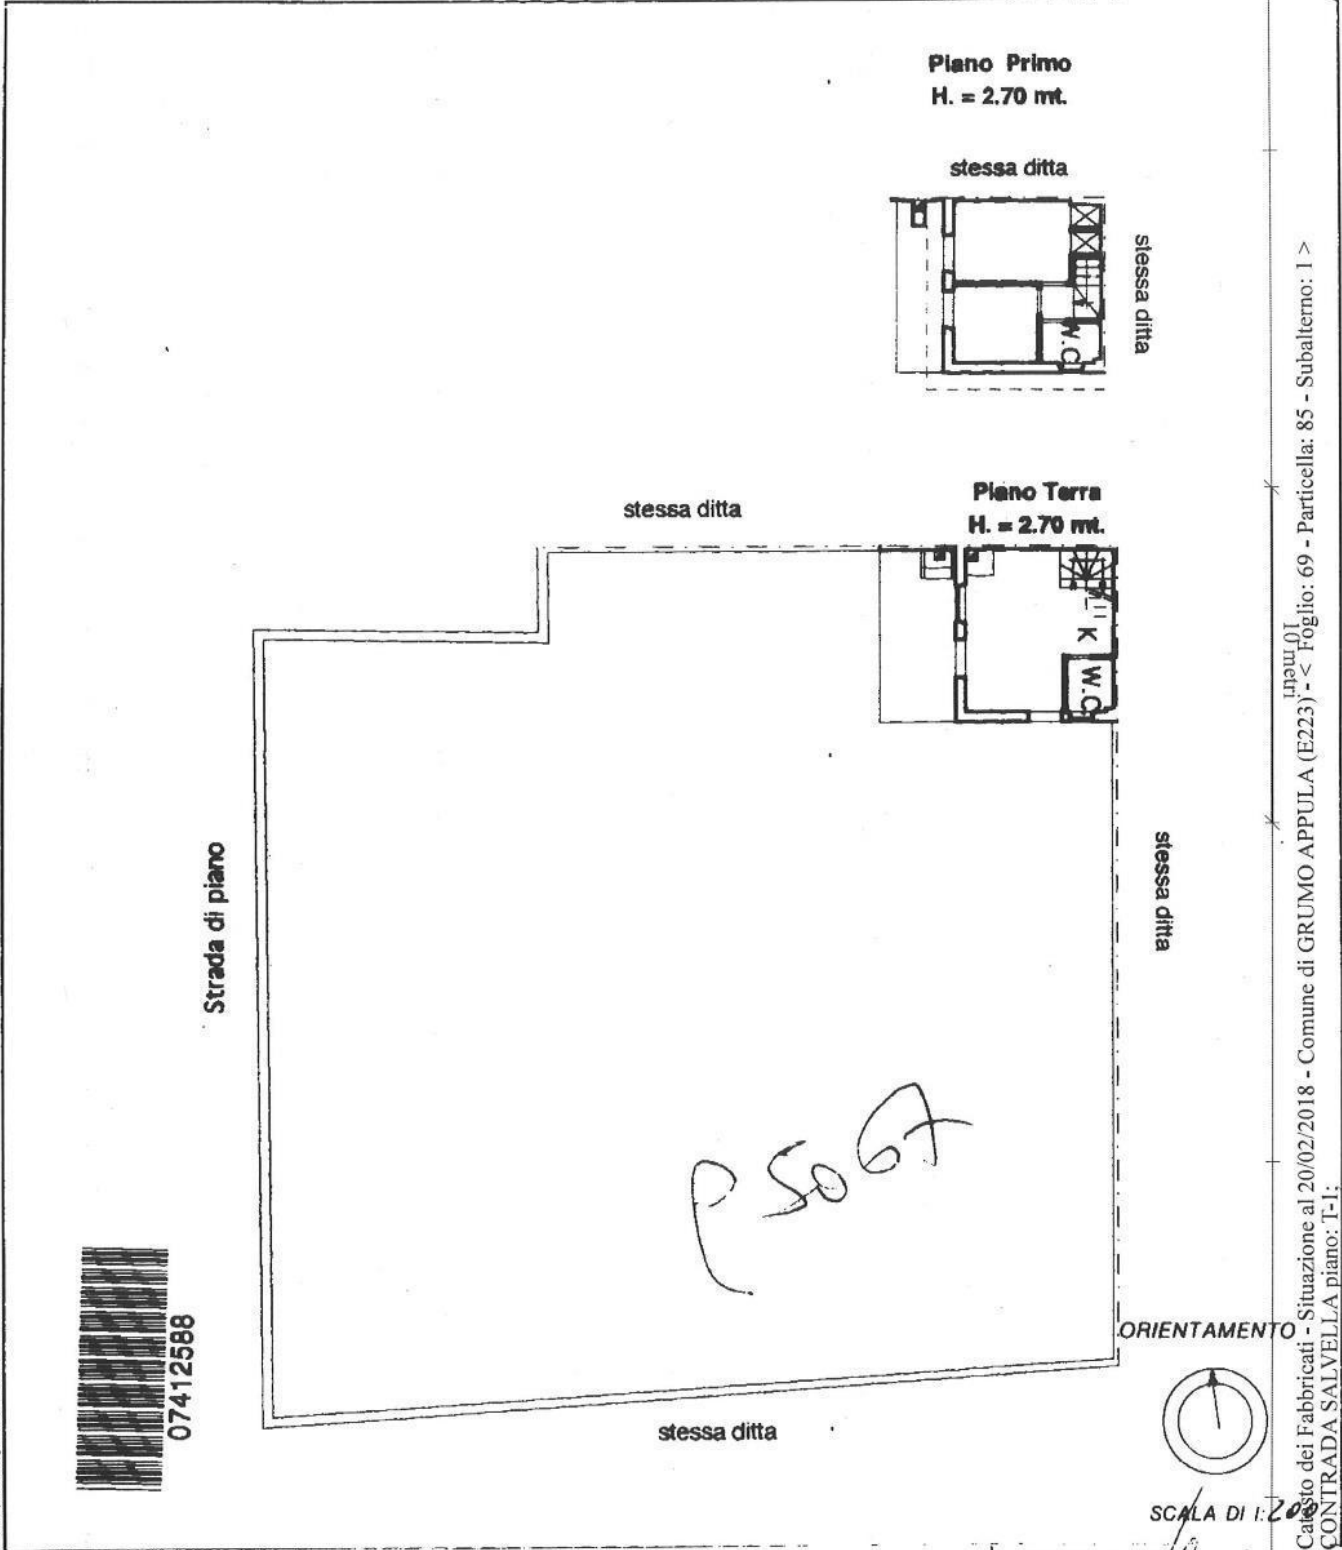 Piano Primo
H. = 2.70 mt.
stessa ditta
stessa ditta
W.C
stessa ditta
Piano Terra
H. = 2.70 mt.
K
W.C
Strada di piano
stessa ditta
P 5067
07412588
stessa ditta
ORIENTAMENTO
SCALA DI 1:200
10 metri
Catasto dei Fabbricati - Situazione al 20/02/2018 - Comune di GRUMO APPULA (E223) - < Foglio: 69 - Particella: 85 - Subalterno: 1 >
CONTRADA SALVELLA piano: T-1;